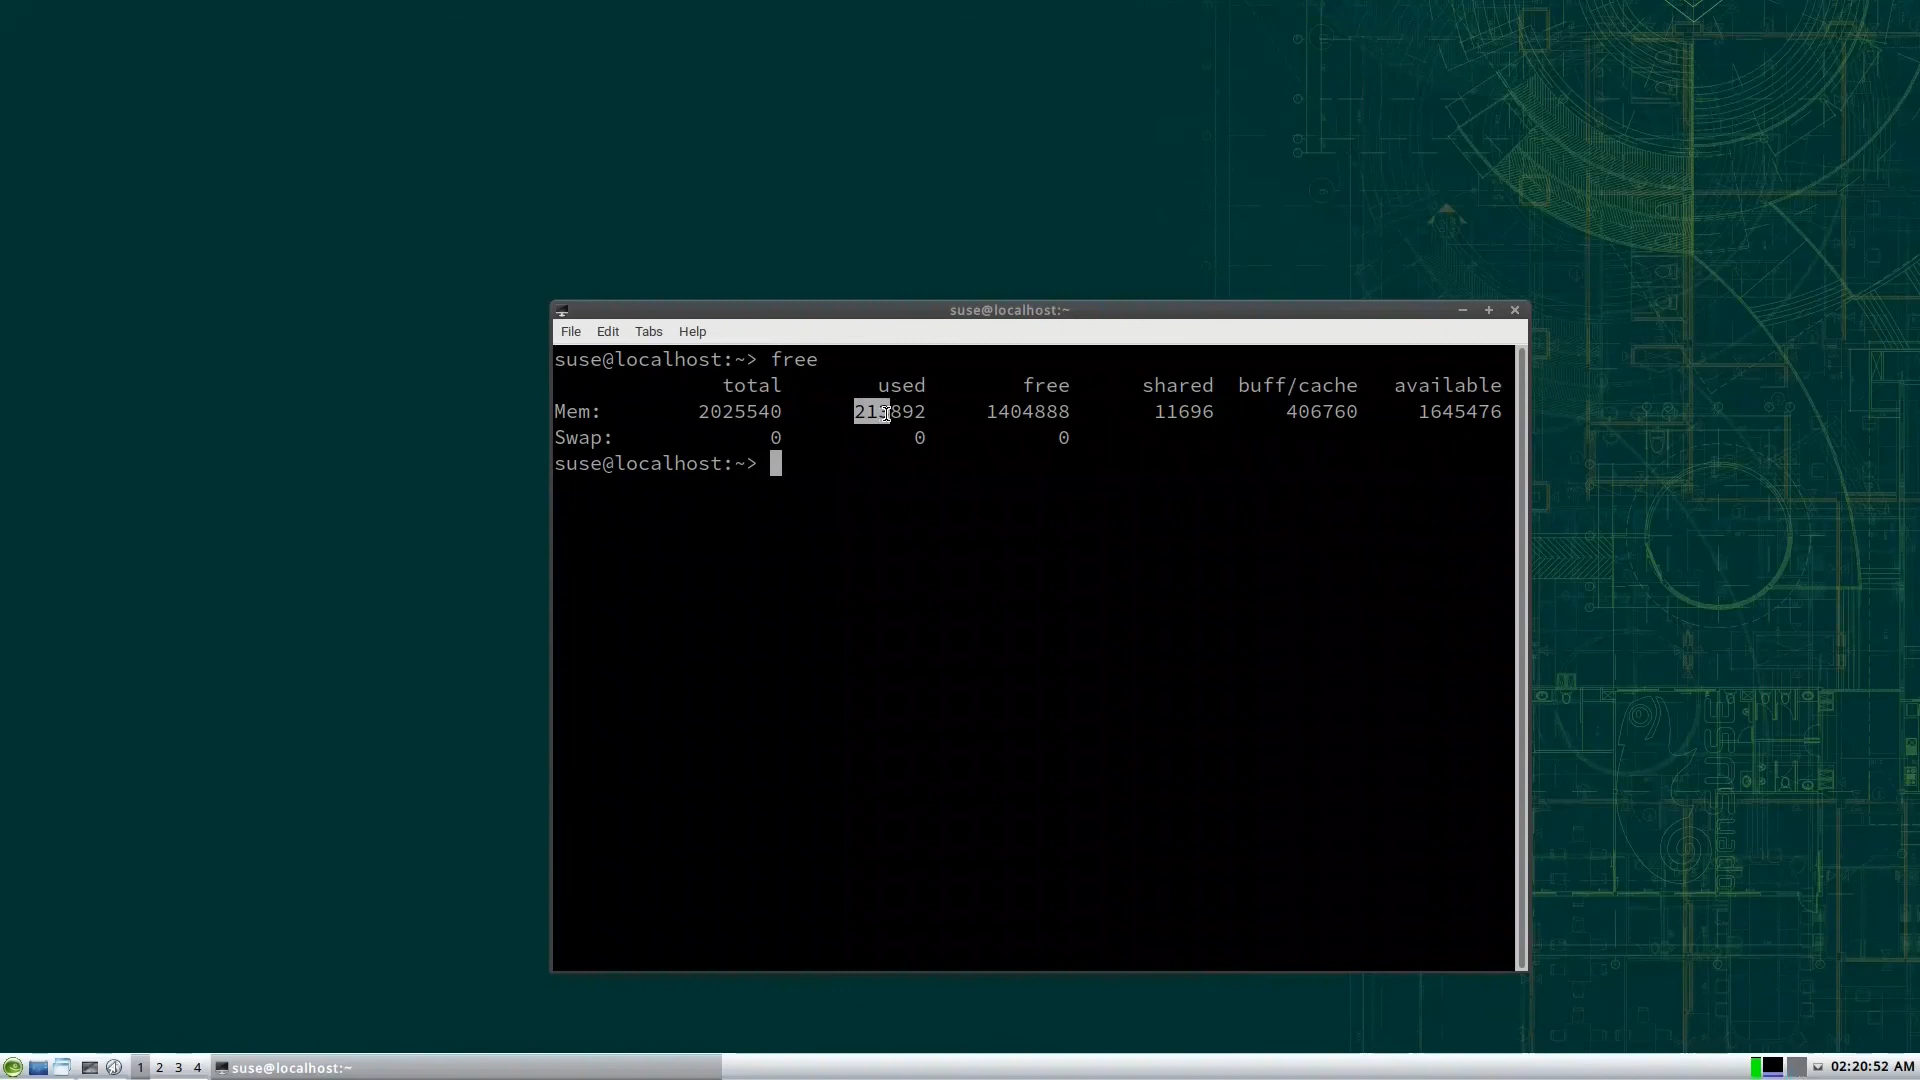 suse@localhost:~
File Edit Tabs Help
suse@localhost:~> free
total used free shared buff/cache available
Mem: 2025540 213892 1404888 11696 406760 1645476
Swap: 0 0 0
suse@localhost:~>
openSUSE
1 2 3 4 suse@localhost:~ 02:20:52 AM